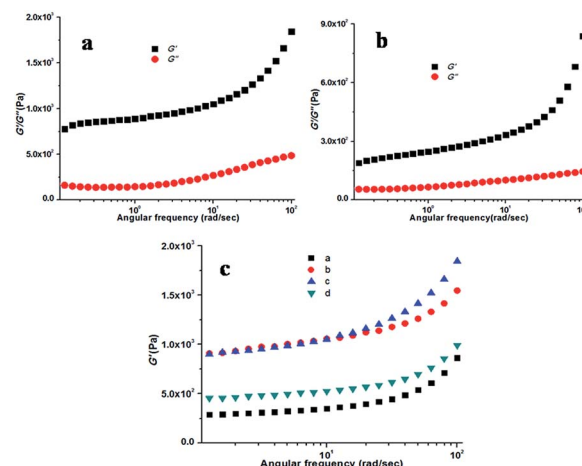 a
G'
G''
2.0x10³
1.5x10³
1.0x10³
5.0x10²
0.0
G'/G''(Pa)
10⁰
10¹
10²
Angular frequency (rad/sec)
b
G'
G''
9.0x10²
6.0x10²
3.0x10²
0.0
G'/G''(Pa)
10⁰
10¹
Angular frequency(rad/sec)
c
a
b
c
d
2.0x10³
1.5x10³
1.0x10³
5.0x10²
0.0
G'(Pa)
10¹
10²
Angular frequency (rad/sec)